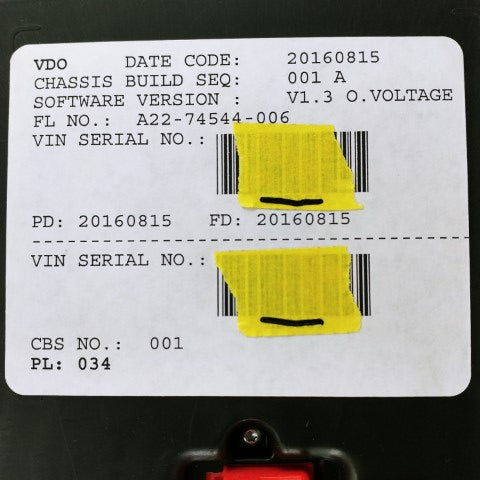 VDO DATE CODE: 20160815
CHASSIS BUILD SEQ: 001 A
SOFTWARE VERSION : V1.3 O.VOLTAGE
FL NO.: A22-74544-006
VIN SERIAL NO.:
PD: 20160815 FD: 20160815
VIN SERIAL NO.:
CBS NO.: 001
PL: 034